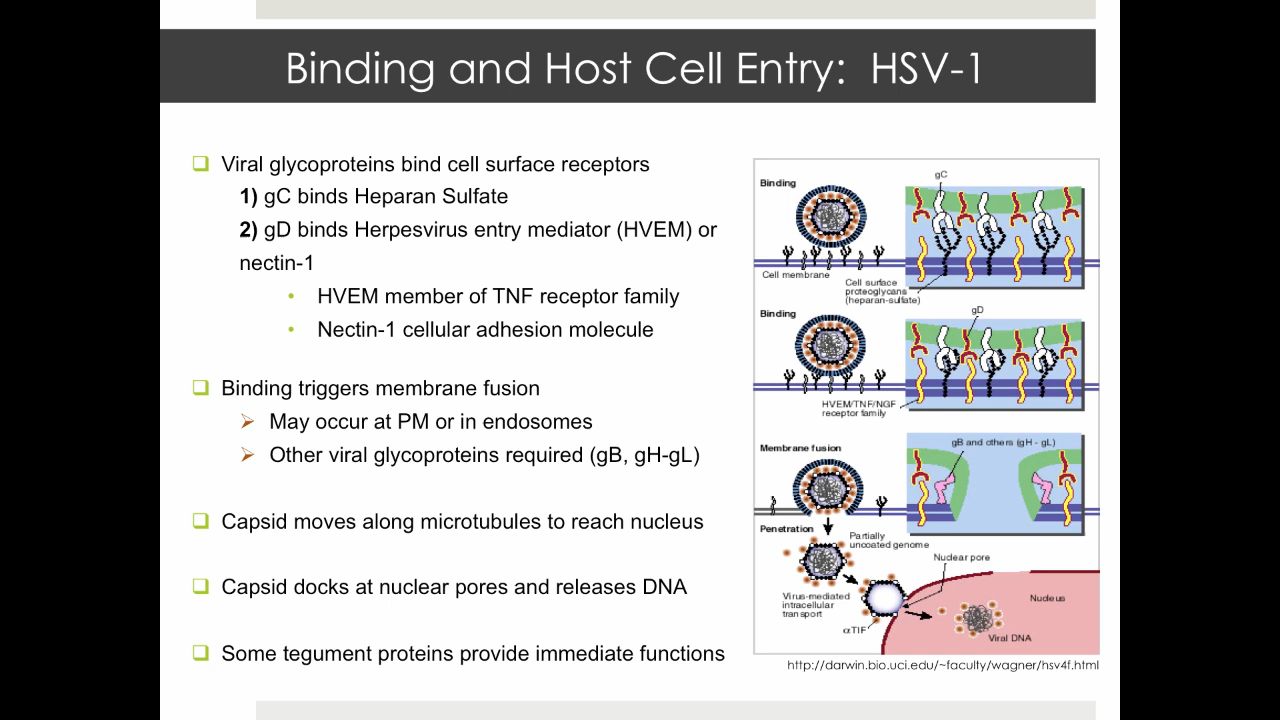 Binding and Host Cell Entry: HSV-1
Viral glycoproteins bind cell surface receptors
1) gC binds Heparan Sulfate
2) gD binds Herpesvirus entry mediator (HVEM) or
nectin-1
• HVEM member of TNF receptor family
• Nectin-1 cellular adhesion molecule
Binding triggers membrane fusion
May occur at PM or in endosomes
Other viral glycoproteins required (gB, gH-gL)
Capsid moves along microtubules to reach nucleus
Capsid docks at nuclear pores and releases DNA
Some tegument proteins provide immediate functions
Binding
gC
Cell membrane
Cell surface
proteoglycans
(heparan-sulfate)
Binding
gD
HVEM/TNF/NGF
receptor family
Membrane fusion
gB and others (gH - gL)
Penetration
Partially
uncoated genome
Nuclear pore
Virus-mediated
intracellular
transport
Nucleus
αTIF
Viral DNA
http://darwin.bio.uci.edu/~faculty/wagner/hsv4f.html